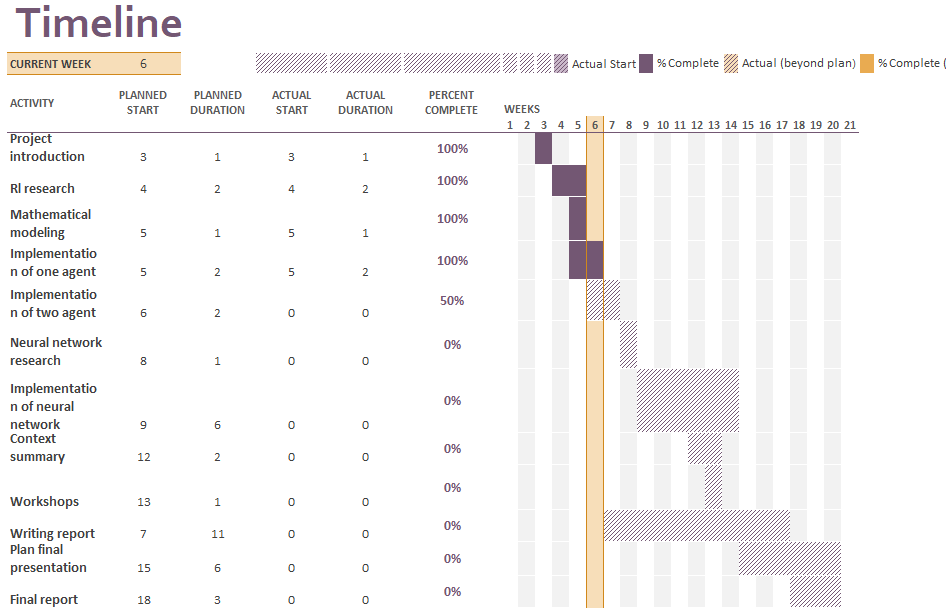 Timeline
CURRENT WEEK 6
Actual Start % Complete Actual (beyond plan) % Complete (
ACTIVITY PLANNED START PLANNED DURATION ACTUAL START ACTUAL DURATION PERCENT COMPLETE WEEKS
1 2 3 4 5 6 7 8 9 10 11 12 13 14 15 16 17 18 19 20 21
Project
introduction 3 1 3 1 100%
Rl research 4 2 4 2 100%
Mathematical
modeling 5 1 5 1 100%
Implementatio
n of one agent 5 2 5 2 100%
Implementatio
n of two agent 6 2 0 0 50%
Neural network
research 8 1 0 0 0%
Implementatio
n of neural
network 9 6 0 0 0%
Context
summary 12 2 0 0 0%
Workshops 13 1 0 0 0%
Writing report 7 11 0 0 0%
Plan final
presentation 15 6 0 0 0%
Final report 18 3 0 0 0%